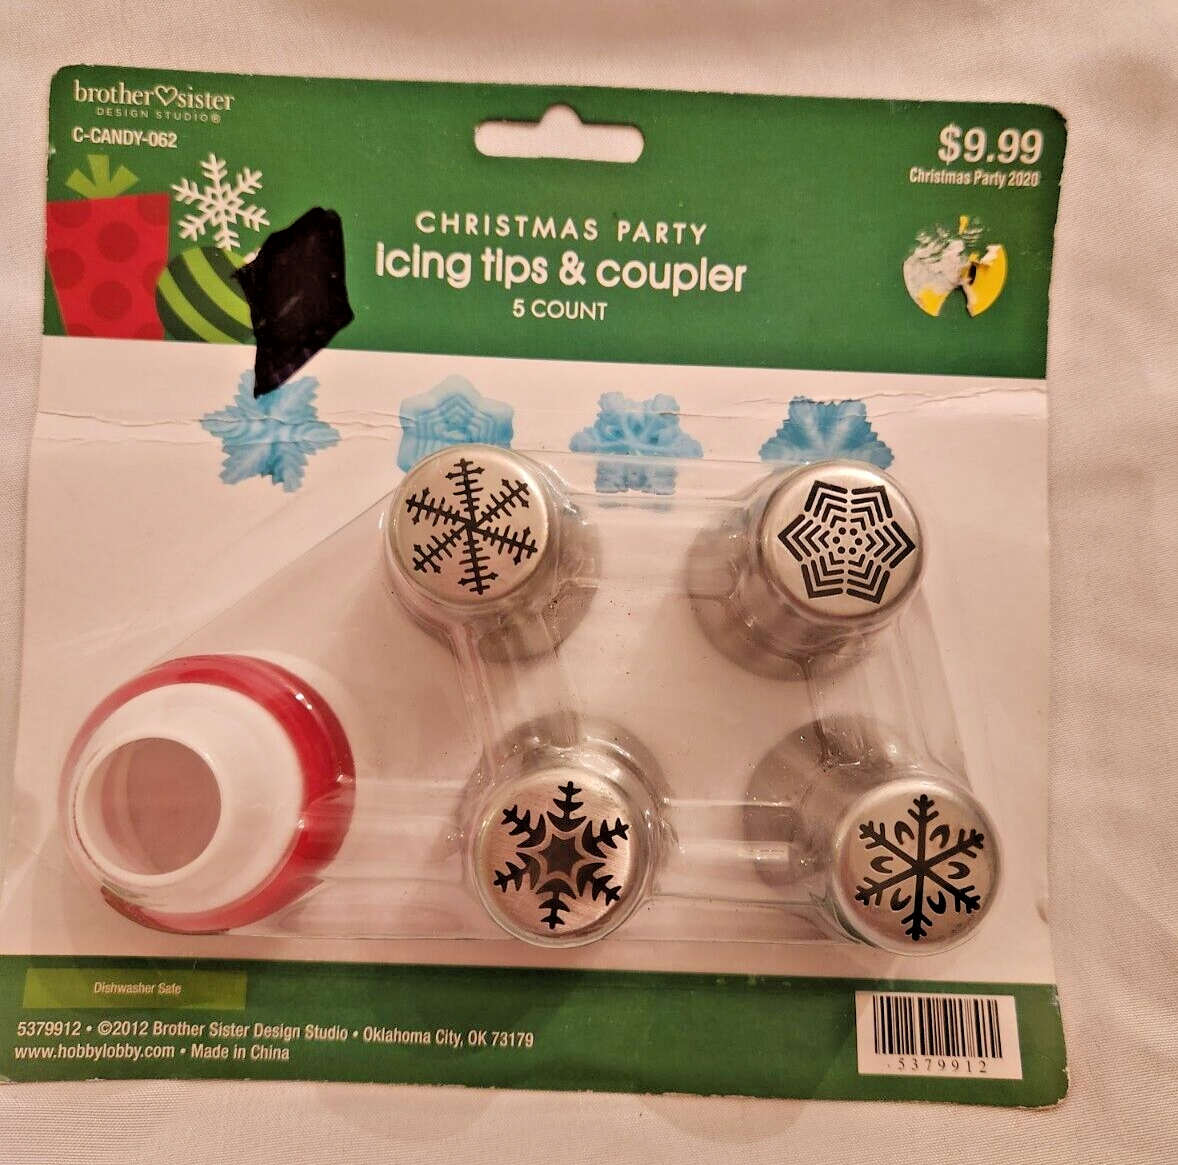 brother♡sister
DESIGN STUDIO®
C-CANDY-062
$9.99
Christmas Party 2020
CHRISTMAS PARTY
icing tips & coupler
5 COUNT
Dishwasher Safe
5379912 • ©2012 Brother Sister Design Studio • Oklahoma City, OK 73179
www.hobbylobby.com • Made in China
5379912